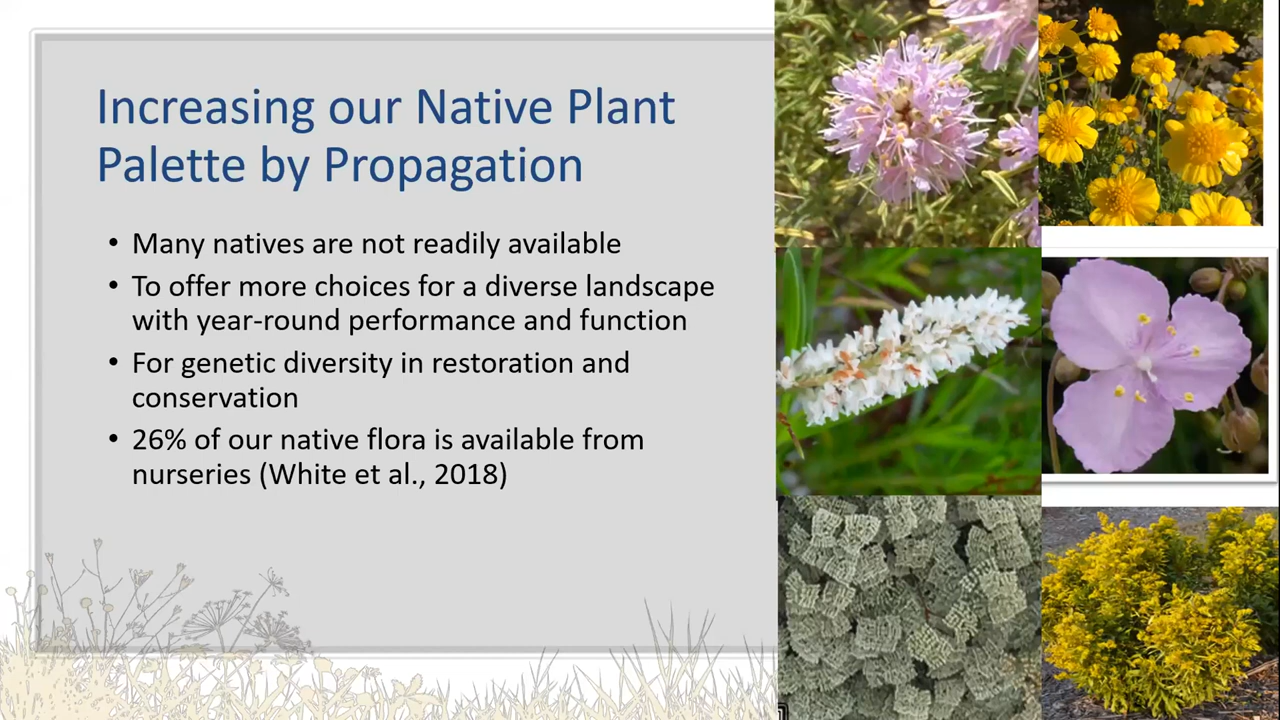 Increasing our Native Plant
Palette by Propagation
• Many natives are not readily available
• To offer more choices for a diverse landscape
with year-round performance and function
• For genetic diversity in restoration and
conservation
• 26% of our native flora is available from
nurseries (White et al., 2018)